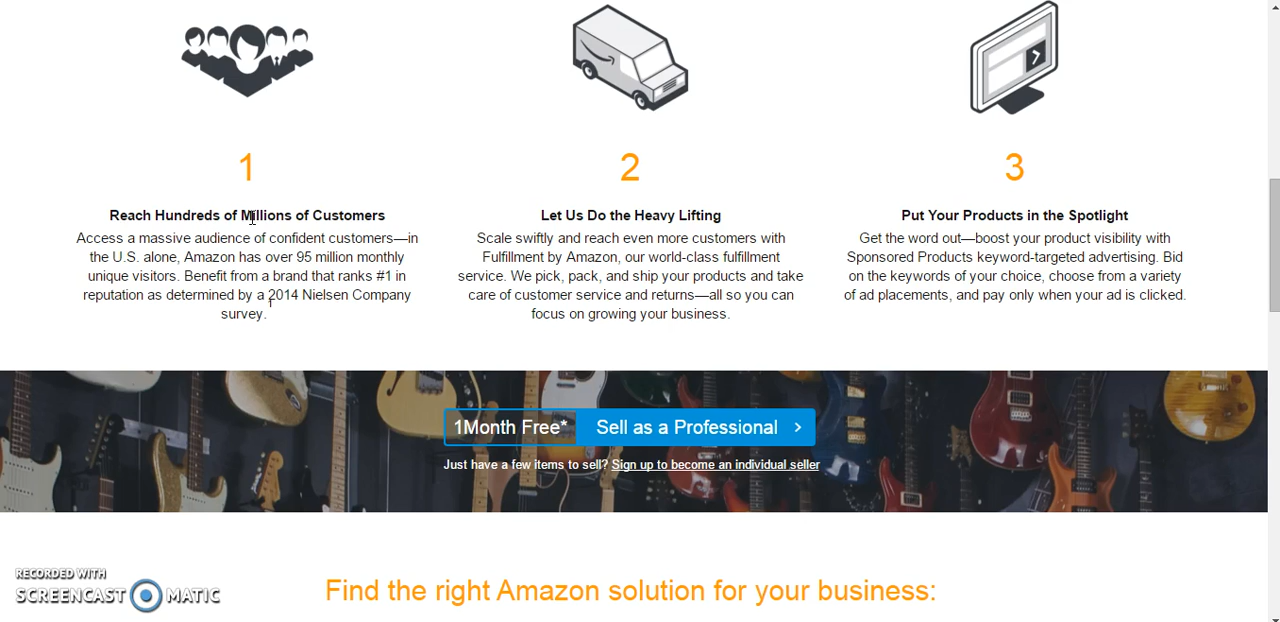 1
Reach Hundreds of Millions of Customers
Access a massive audience of confident customers—in
the U.S. alone, Amazon has over 95 million monthly
unique visitors. Benefit from a brand that ranks #1 in
reputation as determined by a 2014 Nielsen Company
survey.
2
Let Us Do the Heavy Lifting
Scale swiftly and reach even more customers with
Fulfillment by Amazon, our world-class fulfillment
service. We pick, pack, and ship your products and take
care of customer service and returns—all so you can
focus on growing your business.
3
Put Your Products in the Spotlight
Get the word out—boost your product visibility with
Sponsored Products keyword-targeted advertising. Bid
on the keywords of your choice, choose from a variety
of ad placements, and pay only when your ad is clicked.
1Month Free* Sell as a Professional
Just have a few items to sell? Sign up to become an individual seller
Find the right Amazon solution for your business:
RECORDED WITH
SCREENCAST MATIC